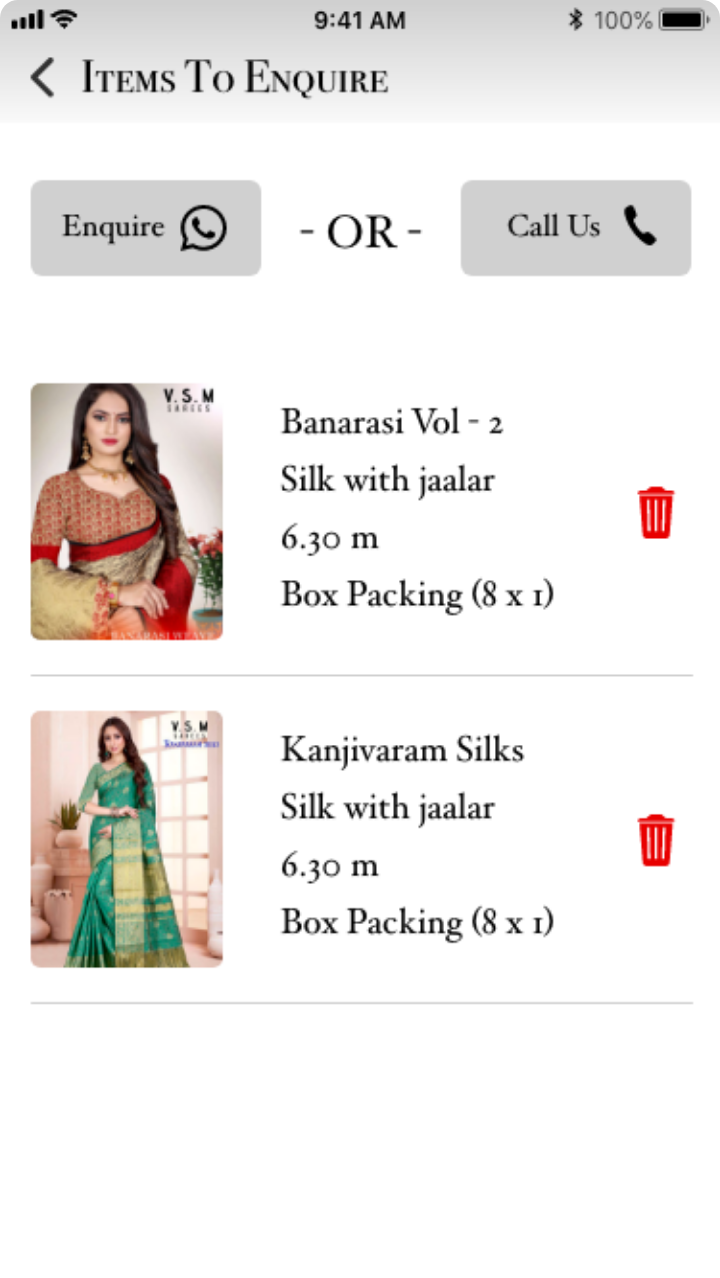 9:41 AM
100%
Items To Enquire
Enquire
- OR -
Call Us
V.S.M
SAREES
BANARASI WEAVE
Banarasi Vol - 2
Silk with jaalar
6.30 m
Box Packing (8 x 1)
V.S.M
SAREES
Kanjivaram Silks
Silk with jaalar
6.30 m
Box Packing (8 x 1)